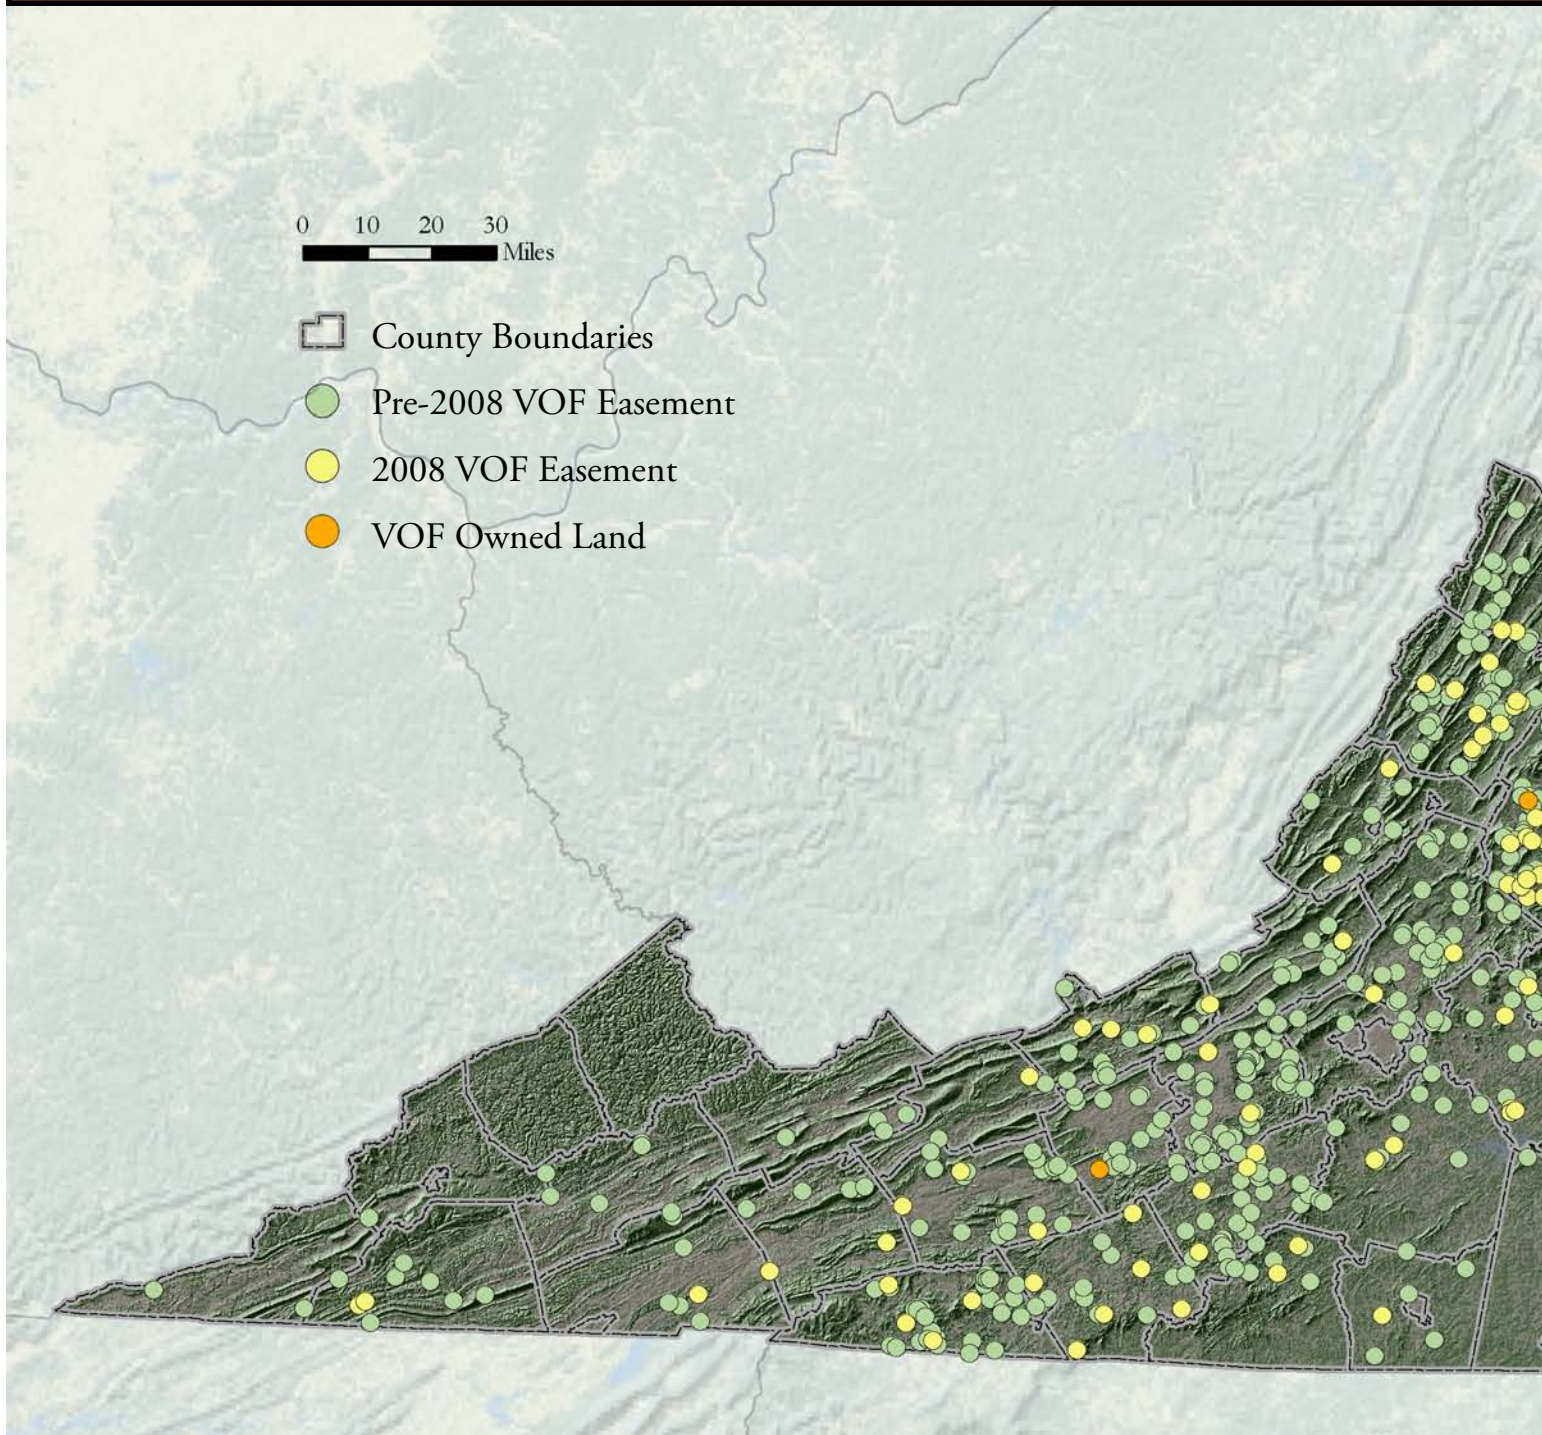 0 10 20 30
Miles
County Boundaries
Pre-2008 VOF Easement
2008 VOF Easement
VOF Owned Land